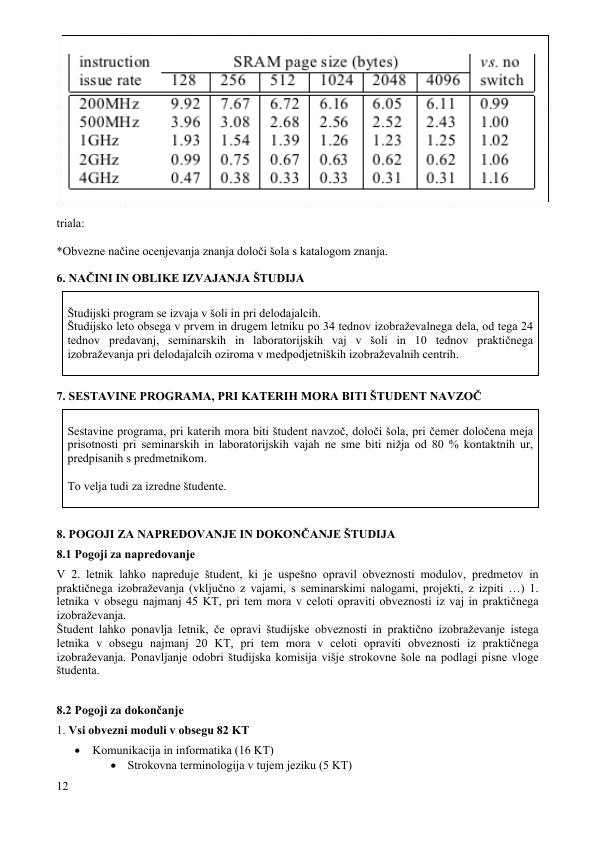 instruction SRAM page size (bytes) vs. no
issue rate 128 256 512 1024 2048 4096 switch
200MHz 9.92 7.67 6.72 6.16 6.05 6.11 0.99
500MHz 3.96 3.08 2.68 2.56 2.52 2.43 1.00
1GHz 1.93 1.54 1.39 1.26 1.23 1.25 1.02
2GHz 0.99 0.75 0.67 0.63 0.62 0.62 1.06
4GHz 0.47 0.38 0.33 0.33 0.31 0.31 1.16
triala:
*Obvezne načine ocenjevanja znanja določi šola s katalogom znanja.
6. NAČINI IN OBLIKE IZVAJANJA ŠTUDIJA
Študijski program se izvaja v šoli in pri delodajalcih.
Študijsko leto obsega v prvem in drugem letniku po 34 tednov izobraževalnega dela, od tega 24
tednov predavanj, seminarskih in laboratorijskih vaj v šoli in 10 tednov praktičnega
izobraževanja pri delodajalcih oziroma v medpodjetniških izobraževalnih centrih.
7. SESTAVINE PROGRAMA, PRI KATERIH MORA BITI ŠTUDENT NAVZOČ
Sestavine programa, pri katerih mora biti študent navzoč, določi šola, pri čemer določena meja
prisotnosti pri seminarskih in laboratorijskih vajah ne sme biti nižja od 80 % kontaktnih ur,
predpisanih s predmetnikom.
To velja tudi za izredne študente.
8. POGOJI ZA NAPREDOVANJE IN DOKONČANJE ŠTUDIJA
8.1 Pogoji za napredovanje
V 2. letnik lahko napreduje študent, ki je uspešno opravil obveznosti modulov, predmetov in
praktičnega izobraževanja (vključno z vajami, s seminarskimi nalogami, projekti, z izpiti …) 1.
letnika v obsegu najmanj 45 KT, pri tem mora v celoti opraviti obveznosti iz vaj in praktičnega
izobraževanja.
Študent lahko ponavlja letnik, če opravi študijske obveznosti in praktično izobraževanje istega
letnika v obsegu najmanj 20 KT, pri tem mora v celoti opraviti obveznosti iz praktičnega
izobraževanja. Ponavljanje odobri študijska komisija višje strokovne šole na podlagi pisne vloge
študenta.
8.2 Pogoji za dokončanje
1. Vsi obvezni moduli v obsegu 82 KT
• Komunikacija in informatika (16 KT)
• Strokovna terminologija v tujem jeziku (5 KT)
12